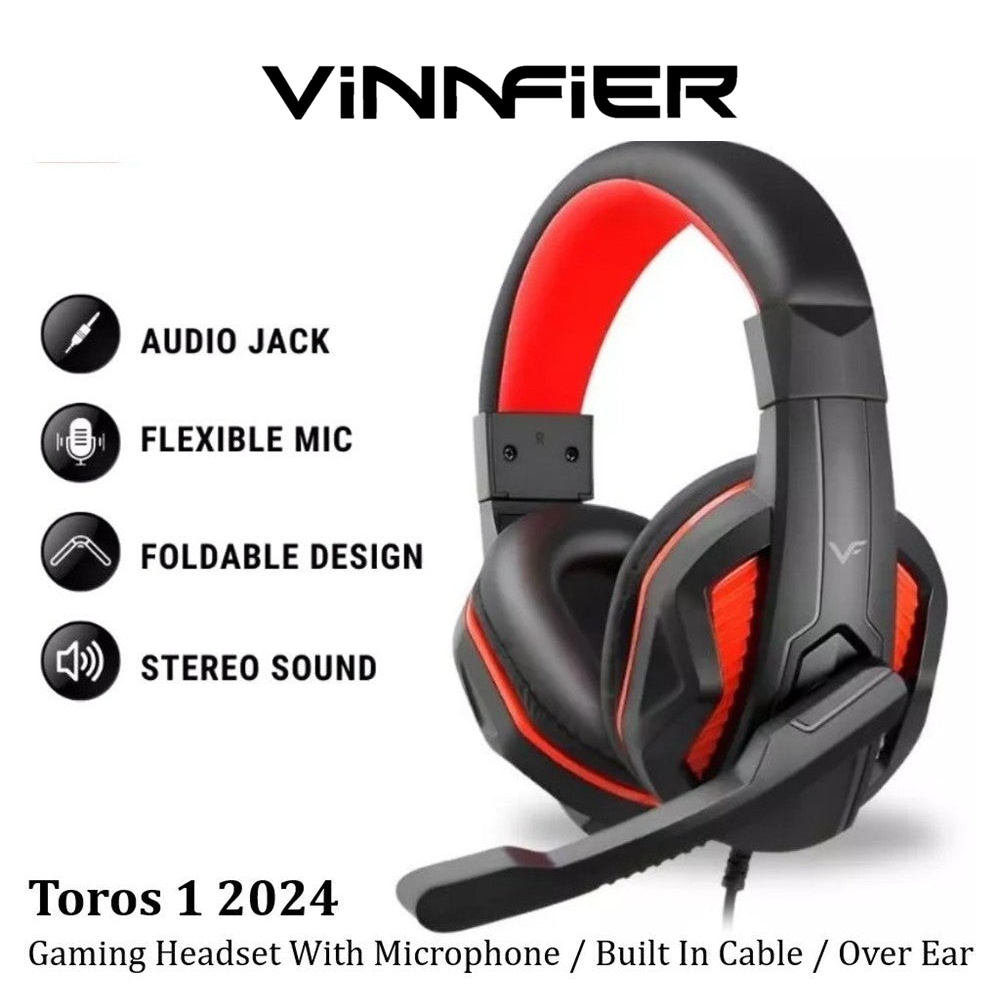 ViNNFiER
AUDIO JACK
FLEXIBLE MIC
FOLDABLE DESIGN
STEREO SOUND
R
VF
Toros 1 2024
Gaming Headset With Microphone / Built In Cable / Over Ear